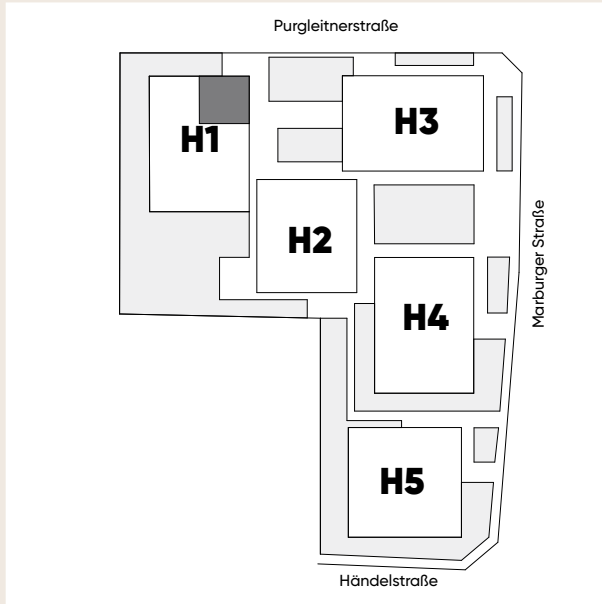 Purgleitnerstraße
H1
H3
H2
Marburger Straße
H4
H5
Händelstraße